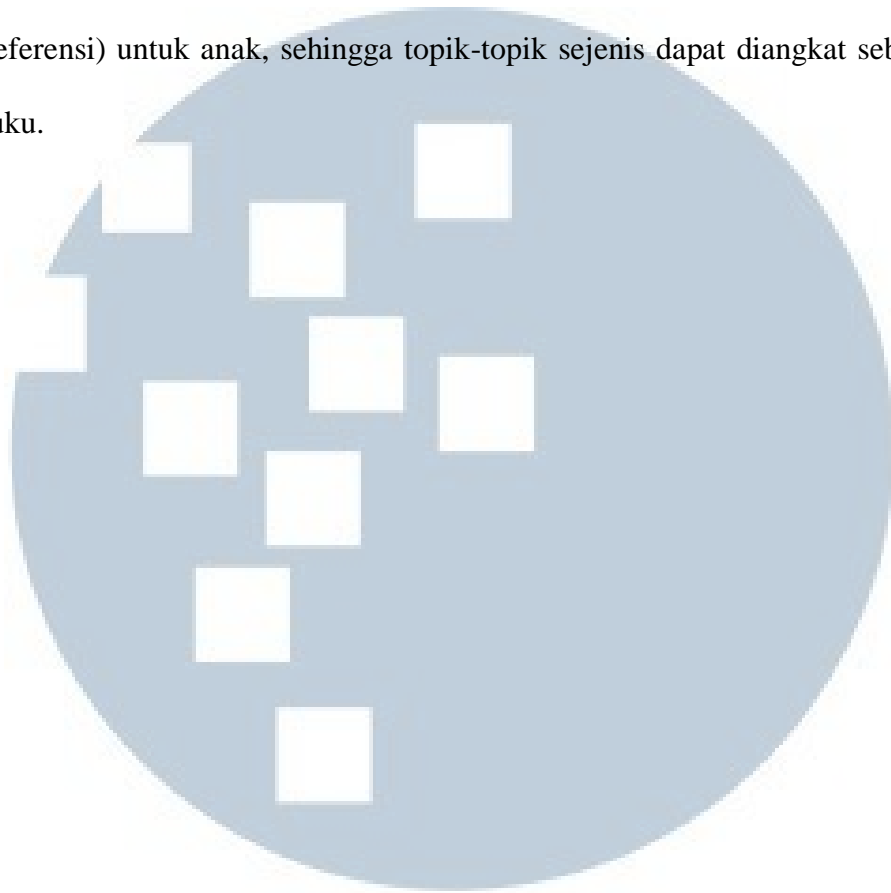 eferensi) untuk anak, sehingga topik-topik sejenis dapat diangkat seb
uku.